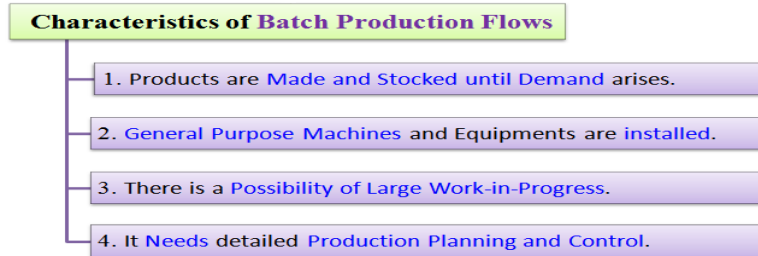 Characteristics of Batch Production Flows
1. Products are Made and Stocked until Demand arises.
2. General Purpose Machines and Equipments are installed.
3. There is a Possibility of Large Work-in-Progress.
4. It Needs detailed Production Planning and Control.